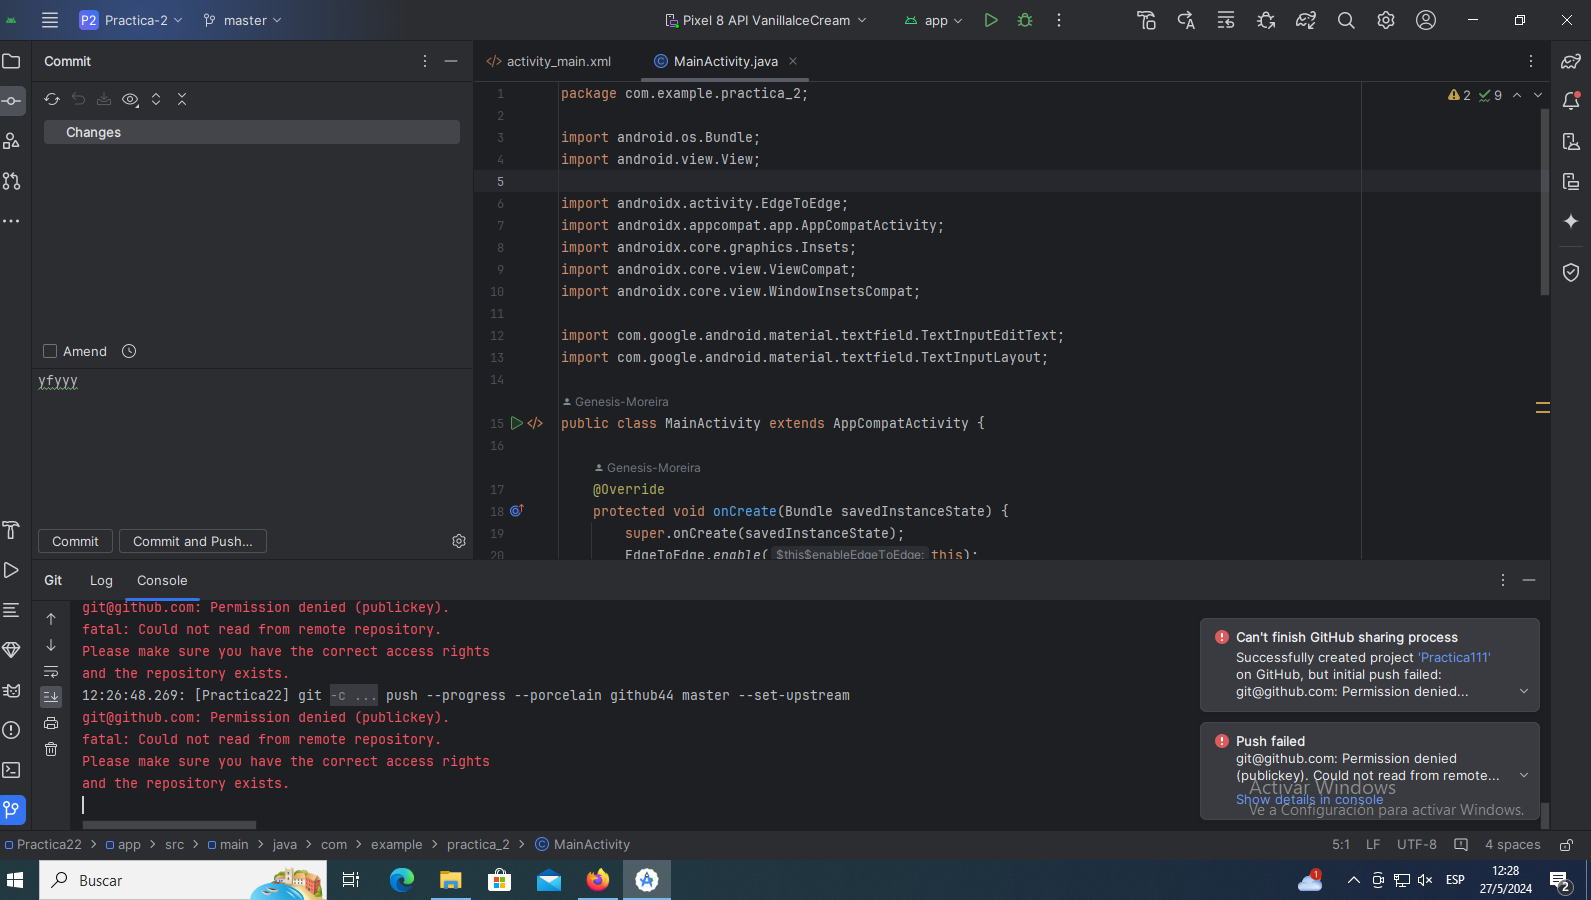 P2 Practica-2 master Pixel 8 API VanillaIceCream app
Commit
activity_main.xml MainActivity.java
Changes
Amend
yfyyy
Commit Commit and Push...
2 9
1 package com.example.practica_2;
2
3 import android.os.Bundle;
4 import android.view.View;
5
6 import androidx.activity.EdgeToEdge;
7 import androidx.appcompat.app.AppCompatActivity;
8 import androidx.core.graphics.Insets;
9 import androidx.core.view.ViewCompat;
10 import androidx.core.view.WindowInsetsCompat;
11
12 import com.google.android.material.textfield.TextInputEditText;
13 import com.google.android.material.textfield.TextInputLayout;
14
Genesis-Moreira
15 public class MainActivity extends AppCompatActivity {
16
Genesis-Moreira
17 @Override
18 protected void onCreate(Bundle savedInstanceState) {
19 super.onCreate(savedInstanceState);
20 EdgeToEdge.enable( $this$enableEdgeToEdge: this);
Git Log Console
git@github.com: Permission denied (publickey).
fatal: Could not read from remote repository.
Please make sure you have the correct access rights
and the repository exists.
12:26:48.269: [Practica22] git -c ... push --progress --porcelain github44 master --set-upstream
git@github.com: Permission denied (publickey).
fatal: Could not read from remote repository.
Please make sure you have the correct access rights
and the repository exists.
Can't finish GitHub sharing process
Successfully created project 'Practica111'
on GitHub, but initial push failed:
git@github.com: Permission denied...
Push failed
git@github.com: Permission denied
(publickey). Could not read from remote...
Show details in console
Activar Windows
Ve a Configuración para activar Windows.
Practica22 app src main java com example practica_2 MainActivity
5:1 LF UTF-8 4 spaces
Buscar
1
ESP
12:28
27/5/2024
2